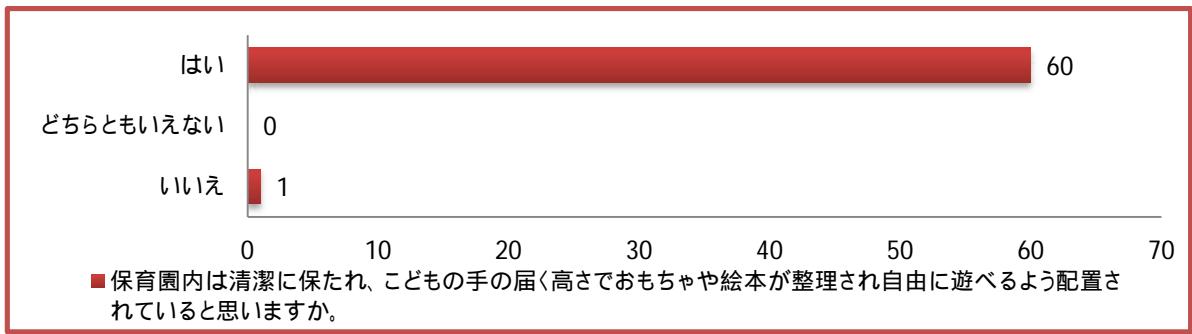 はい 60
どちらともいえない 0
いいえ 1
0 10 20 30 40 50 60 70
保育園内は清潔に保たれ、こどもの手の届く高さでおもちゃや絵本が整理され自由に遊べるよう配置さ
れていると思いますか。